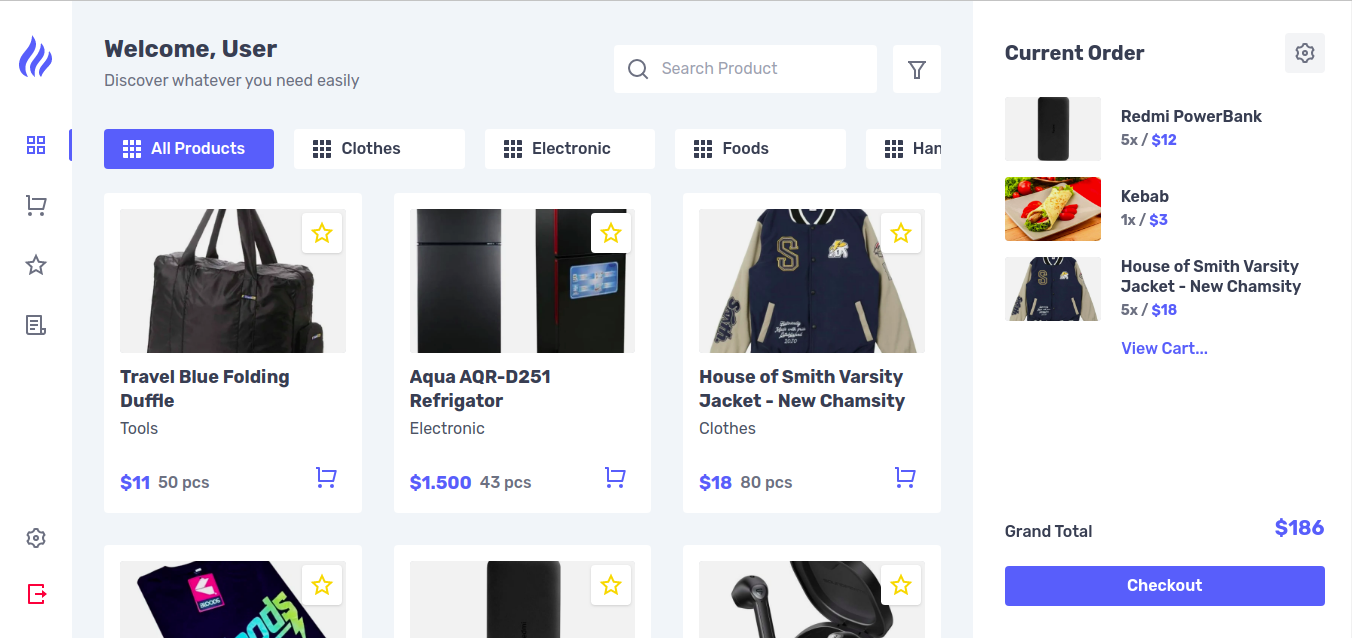 Welcome, User
Discover whatever you need easily
Search Product
All Products
Clothes
Electronic
Foods
Han
Travel Blue Folding
Duffle
Tools
$11 50 pcs
Aqua AQR-D251
Refrigator
Electronic
$1.500 43 pcs
House of Smith Varsity
Jacket - New Chamsity
Clothes
$18 80 pcs
Current Order
Redmi PowerBank
5x / $12
Kebab
1x / $3
House of Smith Varsity
Jacket - New Chamsity
5x / $18
View Cart...
Grand Total
$186
Checkout